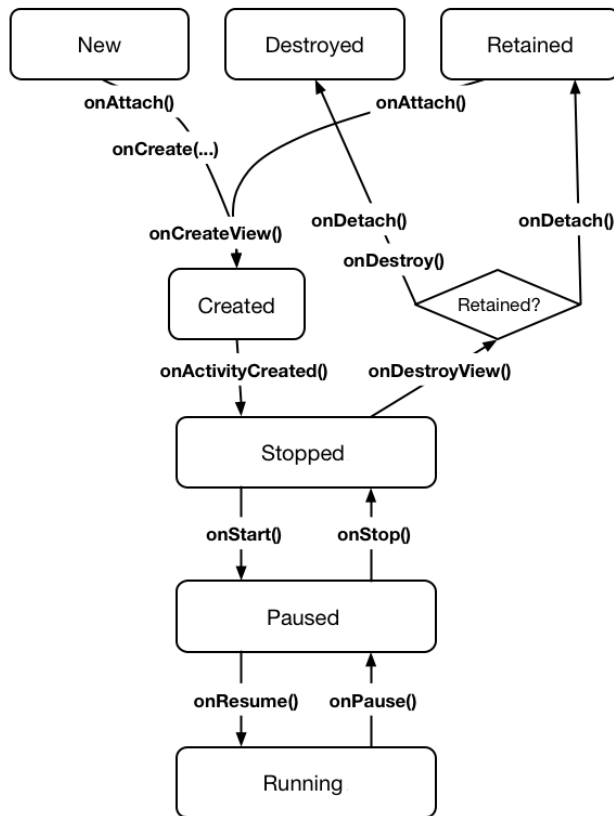 New
Destroyed
Retained
onAttach()
onAttach()
onCreate(...)
onDetach()
onDetach()
onCreateView()
onDestroy()
Created
Retained?
onActivityCreated()
onDestroyView()
Stopped
onStart()
onStop()
Paused
onResume()
onPause()
Running